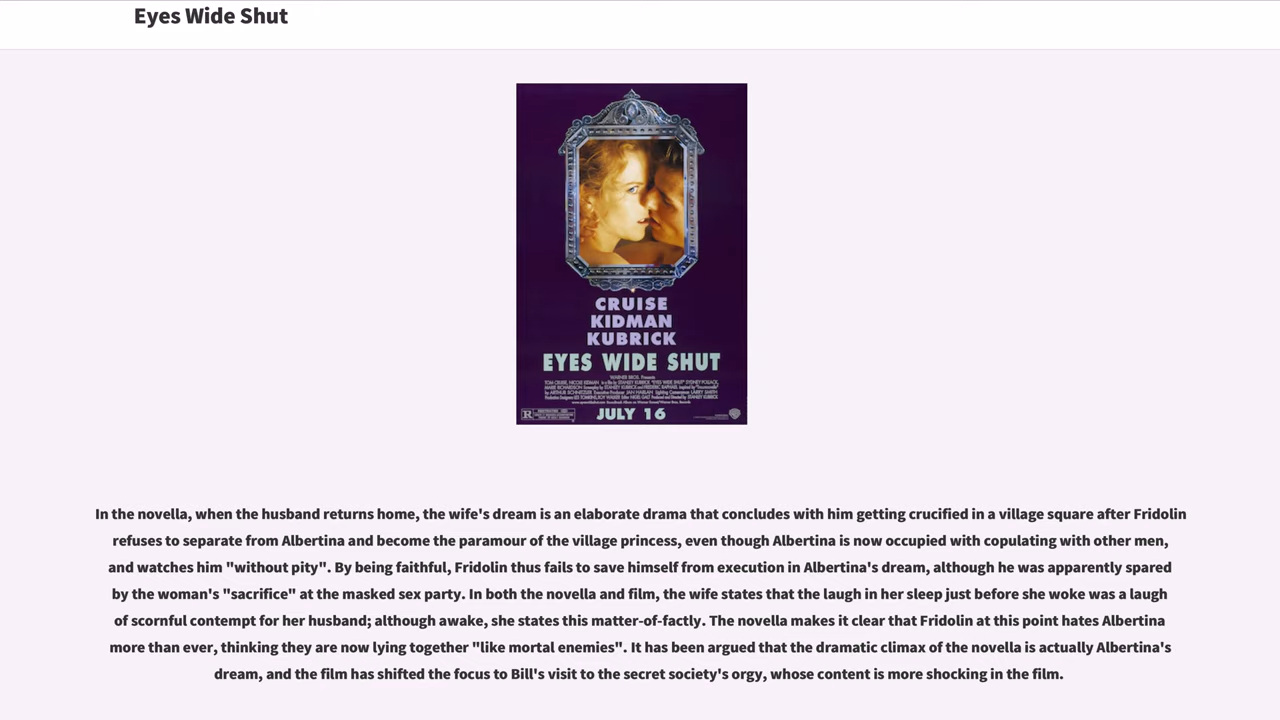 Eyes Wide Shut
CRUISE
KIDMAN
KUBRICK
EYES WIDE SHUT
JULY 16
R
In the novella, when the husband returns home, the wife's dream is an elaborate drama that concludes with him getting crucified in a village square after Fridolin
refuses to separate from Albertina and become the paramour of the village princess, even though Albertina is now occupied with copulating with other men,
and watches him "without pity". By being faithful, Fridolin thus fails to save himself from execution in Albertina's dream, although he was apparently spared
by the woman's "sacrifice" at the masked sex party. In both the novella and film, the wife states that the laugh in her sleep just before she woke was a laugh
of scornful contempt for her husband; although awake, she states this matter-of-factly. The novella makes it clear that Fridolin at this point hates Albertina
more than ever, thinking they are now lying together "like mortal enemies". It has been argued that the dramatic climax of the novella is actually Albertina's
dream, and the film has shifted the focus to Bill's visit to the secret society's orgy, whose content is more shocking in the film.